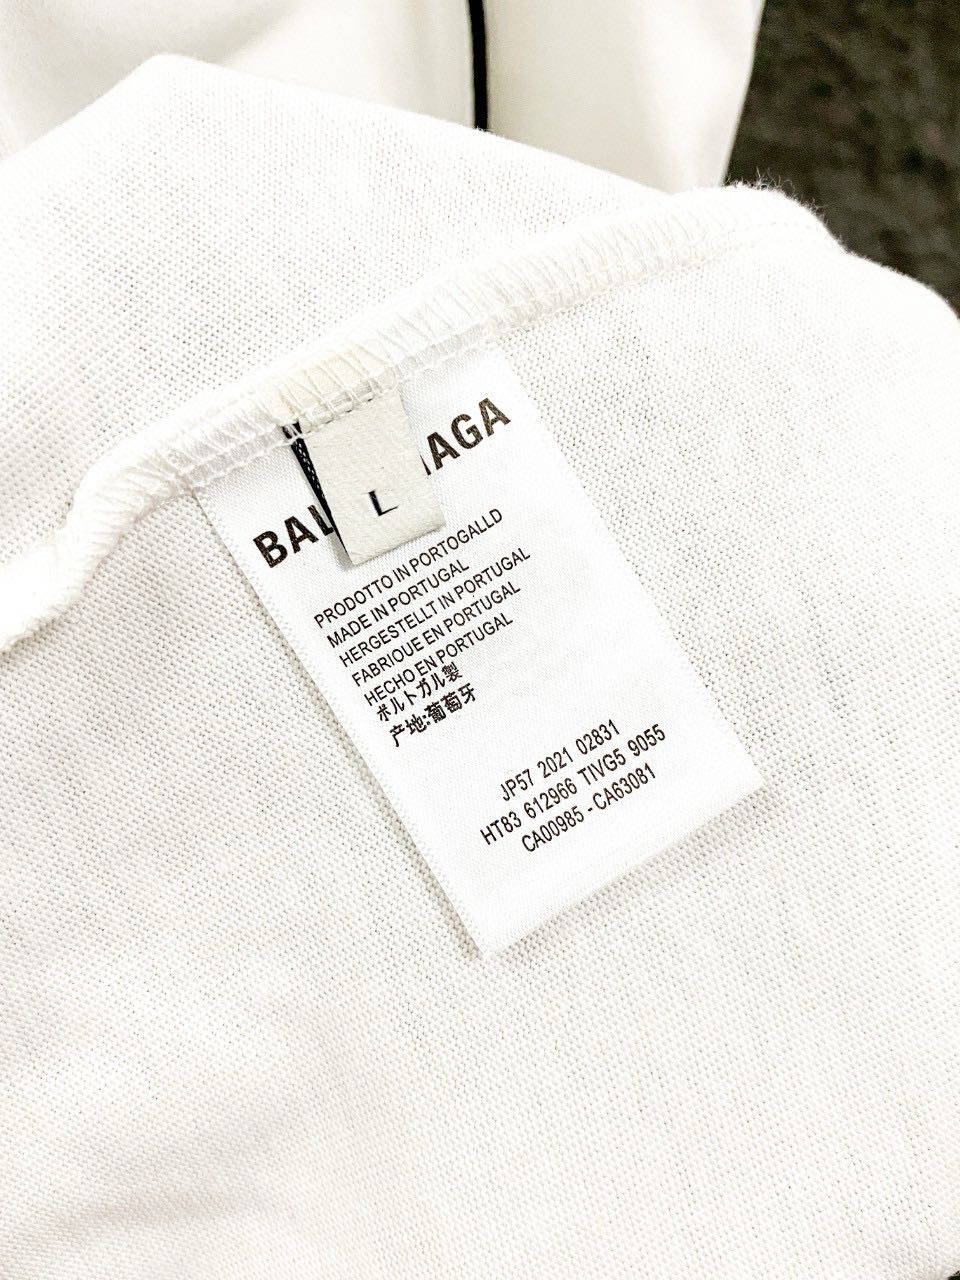 BAL AGA
L
PRODOTTO IN PORTOGALLD
MADE IN PORTUGAL
HERGESTELLT IN PORTUGAL
FABRIOUE EN PORTUGAL
HECHO EN PORTUGAL
ポルトガル製
产地:葡萄牙
JP57 2021 02831
HT83 612966 TIVG5 9055
CA00985 - CA63081